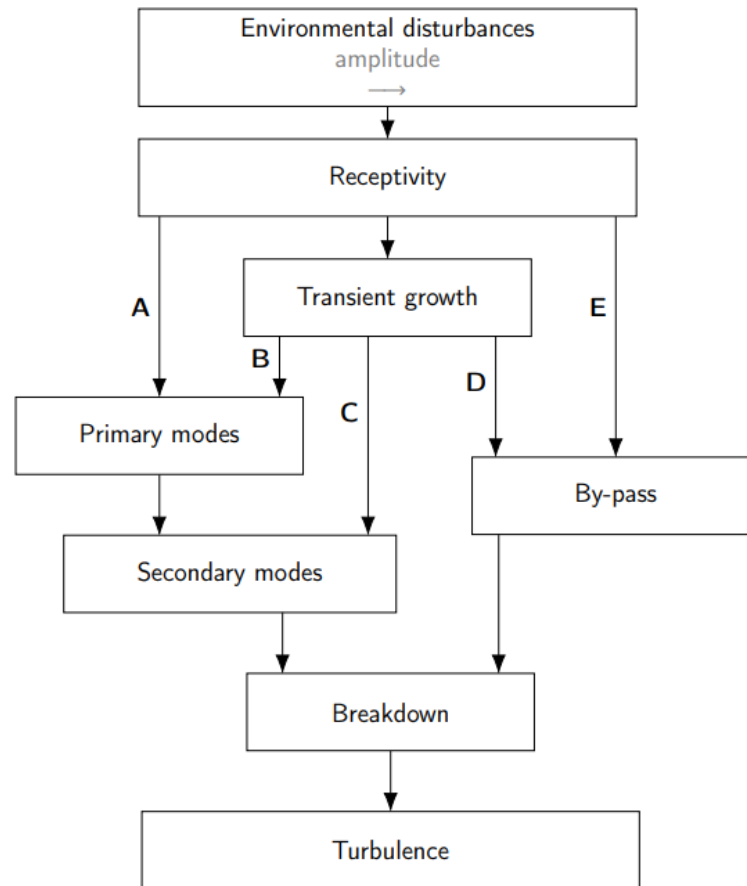 Environmental disturbances
amplitude
⟶
Receptivity
Transient growth
A
E
B
D
C
Primary modes
By-pass
Secondary modes
Breakdown
Turbulence